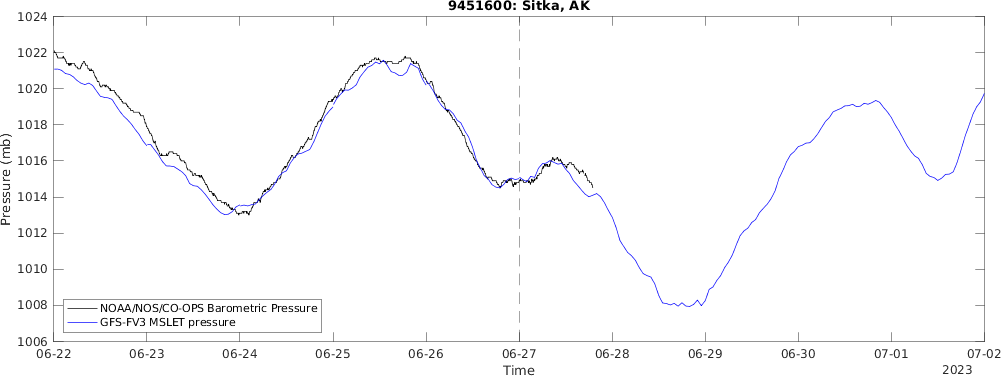 9451600: Sitka, AK
1024
1022
1020
1018
1016
1014
1012
1010
1008
1006
Pressure (mb)
NOAA/NOS/CO-OPS Barometric Pressure
GFS-FV3 MSLET pressure
06-22 06-23 06-24 06-25 06-26 06-27 06-28 06-29 06-30 07-01 07-02
Time
2023